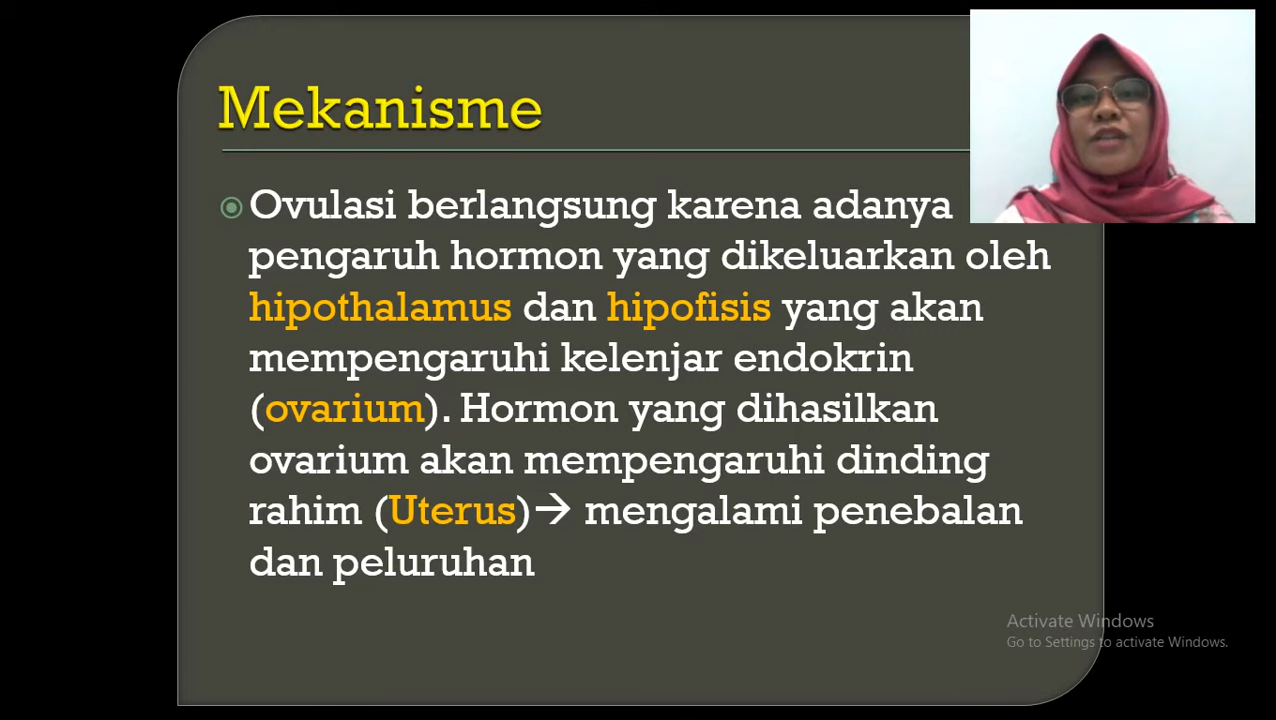 Mekanisme
Ovulasi berlangsung karena adanya
pengaruh hormon yang dikeluarkan oleh
hipothalamus dan hipofisis yang akan
mempengaruhi kelenjar endokrin
(ovarium). Hormon yang dihasilkan
ovarium akan mempengaruhi dinding
rahim (Uterus)→ mengalami penebalan
dan peluruhan
Activate Windows
Go to Settings to activate Windows.